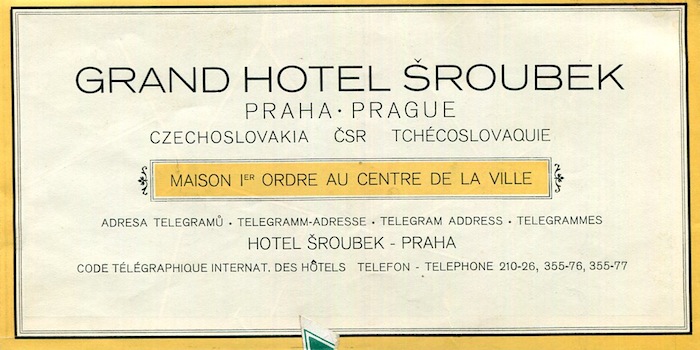 GRAND HOTEL ŠROUBEK
PRAHA · PRAGUE
CZECHOSLOVAKIA ČSR TCHÉCOSLOVAQUIE
MAISON IER ORDRE AU CENTRE DE LA VILLE
ADRESA TELEGRAMŮ · TELEGRAMM-ADRESSE · TELEGRAM ADDRESS · TELEGRAMMES
HOTEL ŠROUBEK - PRAHA
CODE TÉLÉGRAPHIQUE INTERNAT. DES HÔTELS TELEFON - TELEPHONE 210-26, 355-76, 355-77